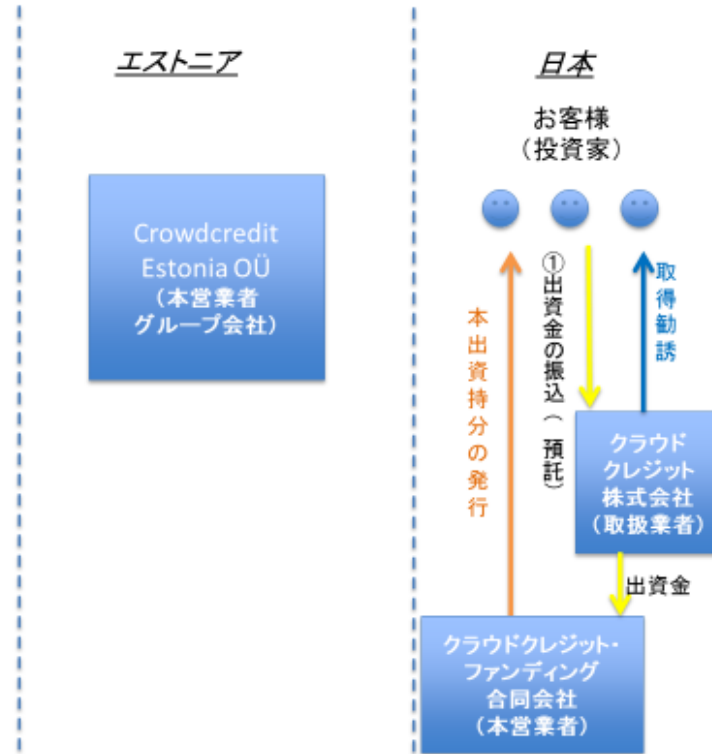 エストニア
日本
お客様
（投資家）
Crowdcredit
Estonia OÜ
（本営業者
グループ会社）
本出資持分の発行
①出資金の振込（　預託）
取得勧誘
クラウド
クレジット
株式会社
（取扱業者）
出資金
クラウドクレジット・
ファンディング
合同会社
（本営業者）